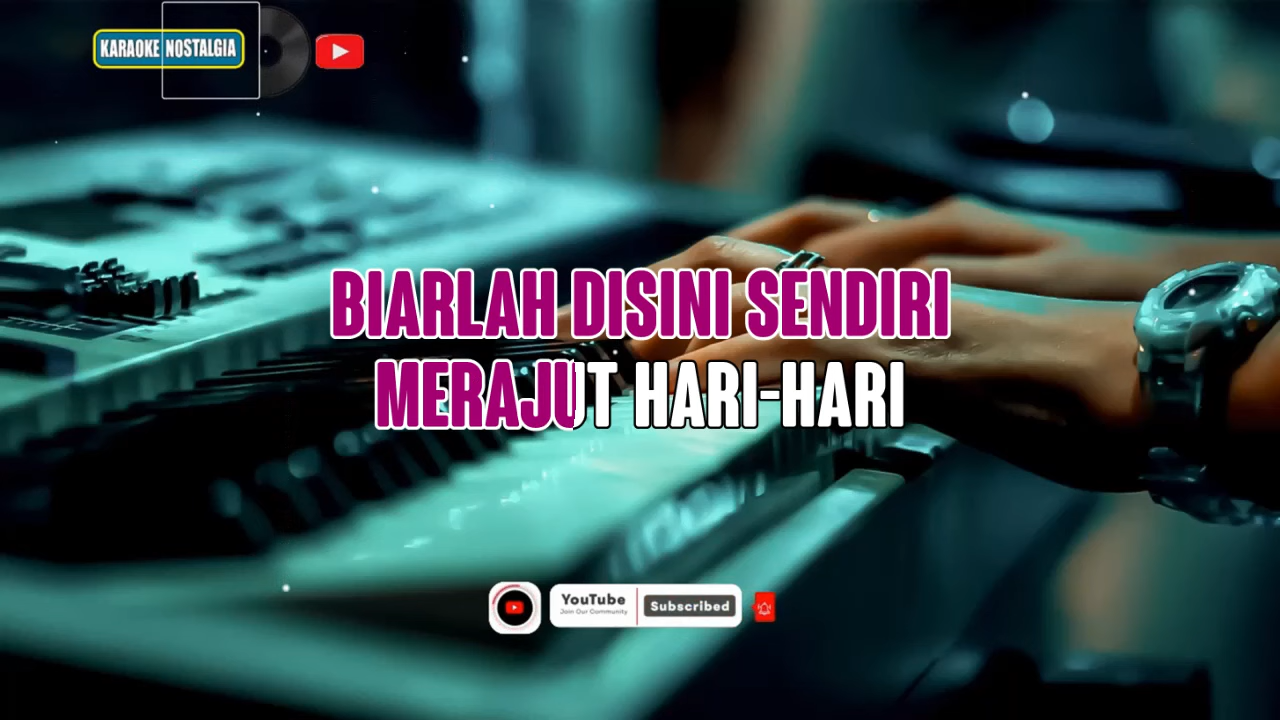 KARAOKE NOSTALGIA
BIARLAH DISINI SENDIRI
MERAJUT HARI-HARI
YouTube
Join Our Community
Subscribed